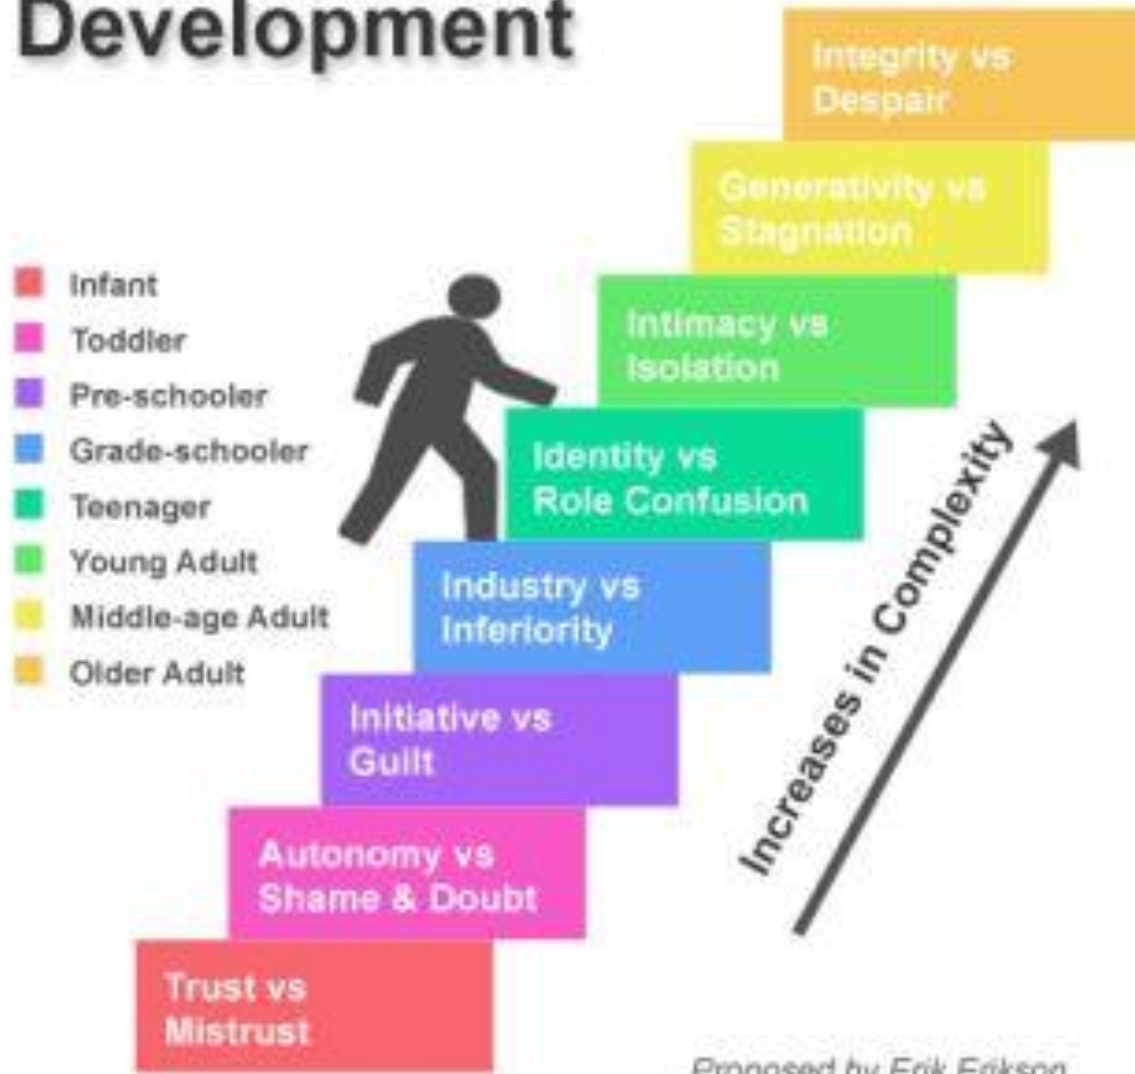 Development
Integrity vs
Despair
Generativity vs
Stagnation
Infant
Toddler
Pre-schooler
Grade-schooler
Teenager
Young Adult
Middle-age Adult
Older Adult
Intimacy vs
Isolation
Identity vs
Role Confusion
Industry vs
Inferiority
Initiative vs
Guilt
Autonomy vs
Shame & Doubt
Trust vs
Mistrust
Increases in Complexity
Proposed by Erik Erikson